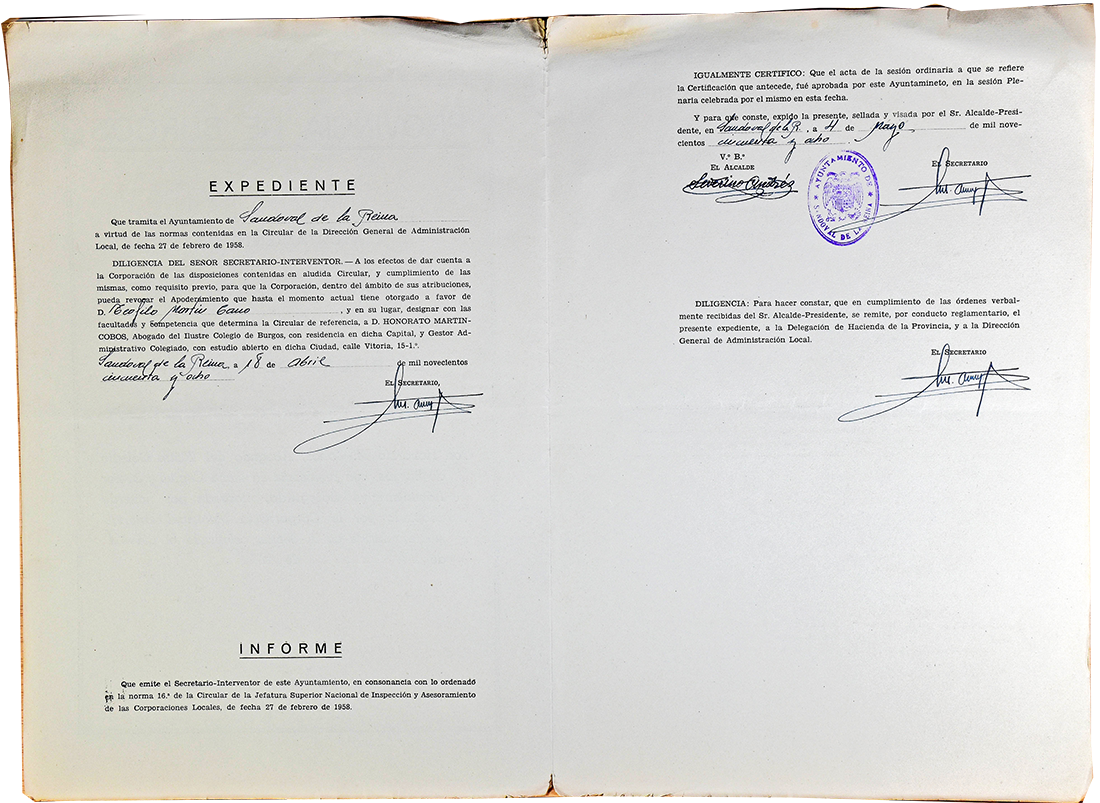 EXPEDIENTE
Que tramita el Ayuntamiento de Sandoval de la Reina
a virtud de las normas contenidas en la Circular de la Dirección General de Administración
Local, de fecha 27 de febrero de 1958.
DILIGENCIA DEL SEÑOR SECRETARIO-INTERVENTOR.—A los efectos de dar cuenta a
la Corporación de las disposiciones contenidas en aludida Circular, y cumplimiento de las
mismas, como requisito previo, para que la Corporación, dentro del ámbito de sus atribuciones,
pueda revocar el Apoderamiento que hasta el momento actual tiene otorgado a favor de
D. Teofilo Martin Cano, y en su lugar, designar con las
facultades y competencia que determina la Circular de referencia, a D. HONORATO MARTIN-
COBOS, Abogado del Ilustre Colegio de Burgos, con residencia en dicha Capital, y Gestor Ad-
ministrativo Colegiado, con estudio abierto en dicha Ciudad, calle Vitoria, 15-1.º.
Sandoval de la Reina, a 18 de abril de mil novecientos
cincuenta y ocho
EL SECRETARIO,
INFORME
Que emite el Secretario-Interventor de este Ayuntamiento, en consonancia con lo ordenado
en la norma 16.ª de la Circular de la Jefatura Superior Nacional de Inspección y Asesoramiento
de las Corporaciones Locales, de fecha 27 de febrero de 1958.
IGUALMENTE CERTIFICO: Que el acta de la sesión ordinaria a que se refiere
la Certificación que antecede, fué aprobada por este Ayuntamineto, en la sesión Ple-
naria celebrada por el mismo en esta fecha.
Y para que conste, expido la presente, sellada y visada por el Sr. Alcalde-Presi-
dente, en Sandoval de la R., a 4 de Mayo de mil nove-
cientos cincuenta y ocho.
V.º B.º
EL ALCALDE
Severino Andrés
AYUNTAMIENTO DE
SANDOVAL DE LA REINA
EL SECRETARIO
DILIGENCIA: Para hacer constar, que en cumplimiento de las órdenes verbal-
mente recibidas del Sr. Alcalde-Presidente, se remite, por conducto reglamentario, el
presente expediente, a la Delegación de Hacienda de la Provincia, y a la Dirección
General de Administración Local.
EL SECRETARIO